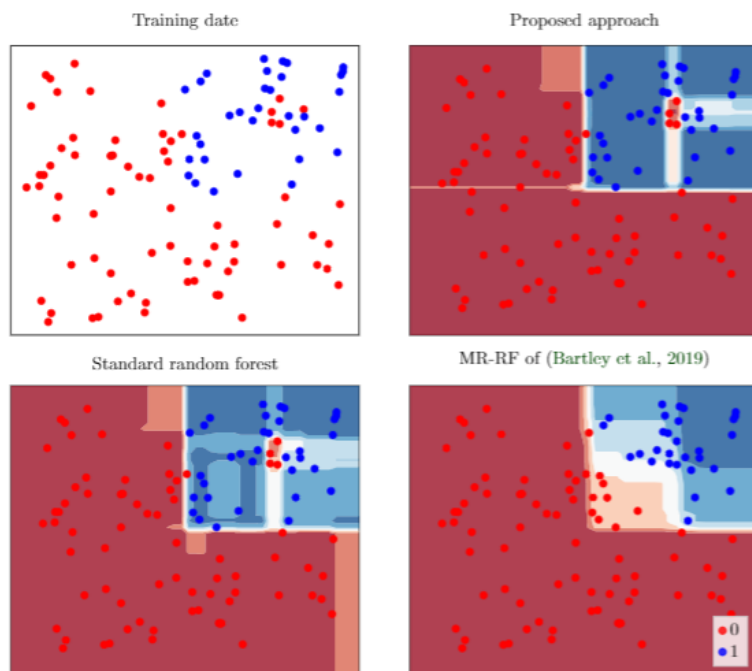 Training date
Proposed approach
Standard random forest
MR-RF of (Bartley et al., 2019)
0
1